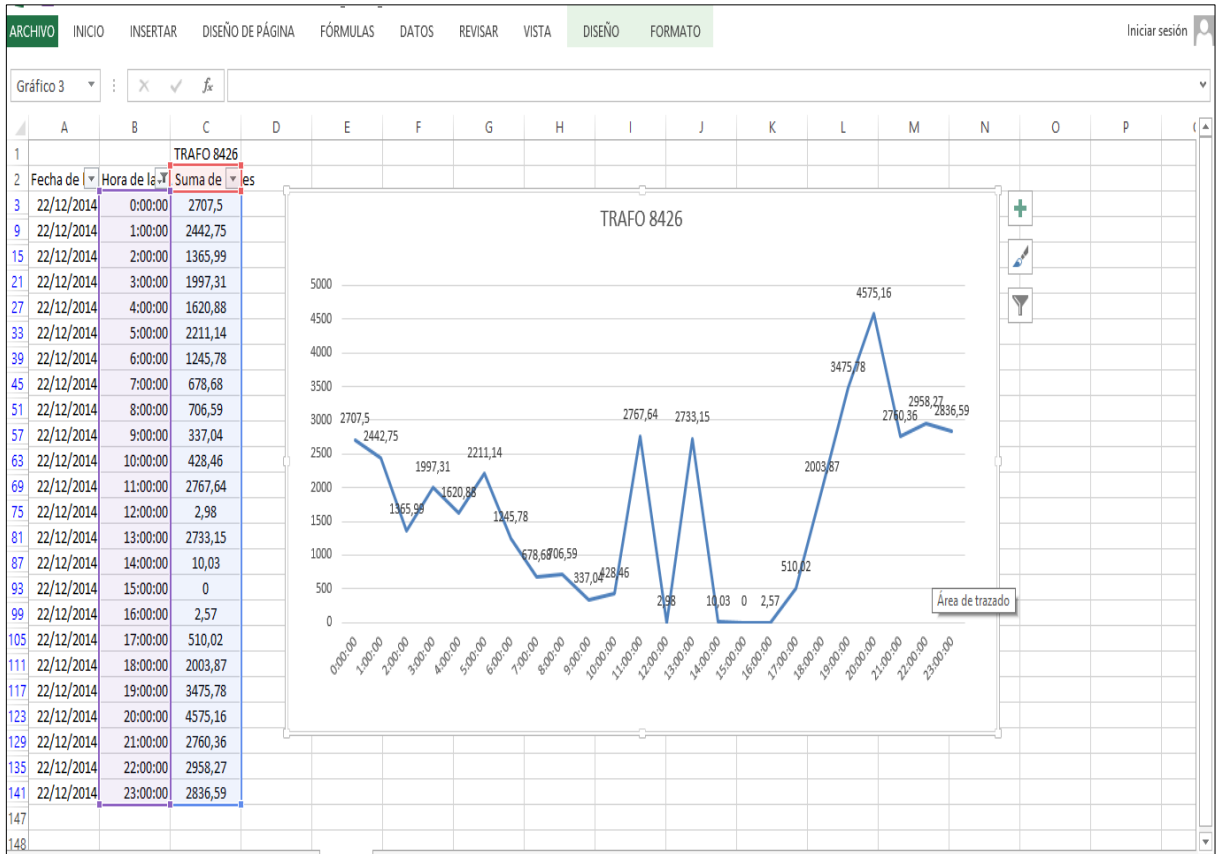 ARCHIVO INICIO INSERTAR DISEÑO DE PÁGINA FÓRMULAS DATOS REVISAR VISTA DISEÑO FORMATO Iniciar sesión
Gráfico 3 fx
A B C D E F G H I J K L M N O P
1 TRAFO 8426
2 Fecha de Hora de la Suma de es
3 22/12/2014 0:00:00 2707,5
9 22/12/2014 1:00:00 2442,75
15 22/12/2014 2:00:00 1365,99
21 22/12/2014 3:00:00 1997,31
27 22/12/2014 4:00:00 1620,88
33 22/12/2014 5:00:00 2211,14
39 22/12/2014 6:00:00 1245,78
45 22/12/2014 7:00:00 678,68
51 22/12/2014 8:00:00 706,59
57 22/12/2014 9:00:00 337,04
63 22/12/2014 10:00:00 428,46
69 22/12/2014 11:00:00 2767,64
75 22/12/2014 12:00:00 2,98
81 22/12/2014 13:00:00 2733,15
87 22/12/2014 14:00:00 10,03
93 22/12/2014 15:00:00 0
99 22/12/2014 16:00:00 2,57
105 22/12/2014 17:00:00 510,02
111 22/12/2014 18:00:00 2003,87
117 22/12/2014 19:00:00 3475,78
123 22/12/2014 20:00:00 4575,16
129 22/12/2014 21:00:00 2760,36
135 22/12/2014 22:00:00 2958,27
141 22/12/2014 23:00:00 2836,59
147
148
TRAFO 8426
5000
4500
4000
3500
3000
2500
2000
1500
1000
500
0
2707,5
2442,75
1365,99
1997,31
1620,88
2211,14
1245,78
678,68
706,59
337,04
428,46
2767,64
2,98
2733,15
10,03
0
2,57
510,02
2003,87
3475,78
4575,16
2760,36
2958,27
2836,59
Área de trazado
0:00:00 1:00:00 2:00:00 3:00:00 4:00:00 5:00:00 6:00:00 7:00:00 8:00:00 9:00:00 10:00:00 11:00:00 12:00:00 13:00:00 14:00:00 15:00:00 16:00:00 17:00:00 18:00:00 19:00:00 20:00:00 21:00:00 22:00:00 23:00:00